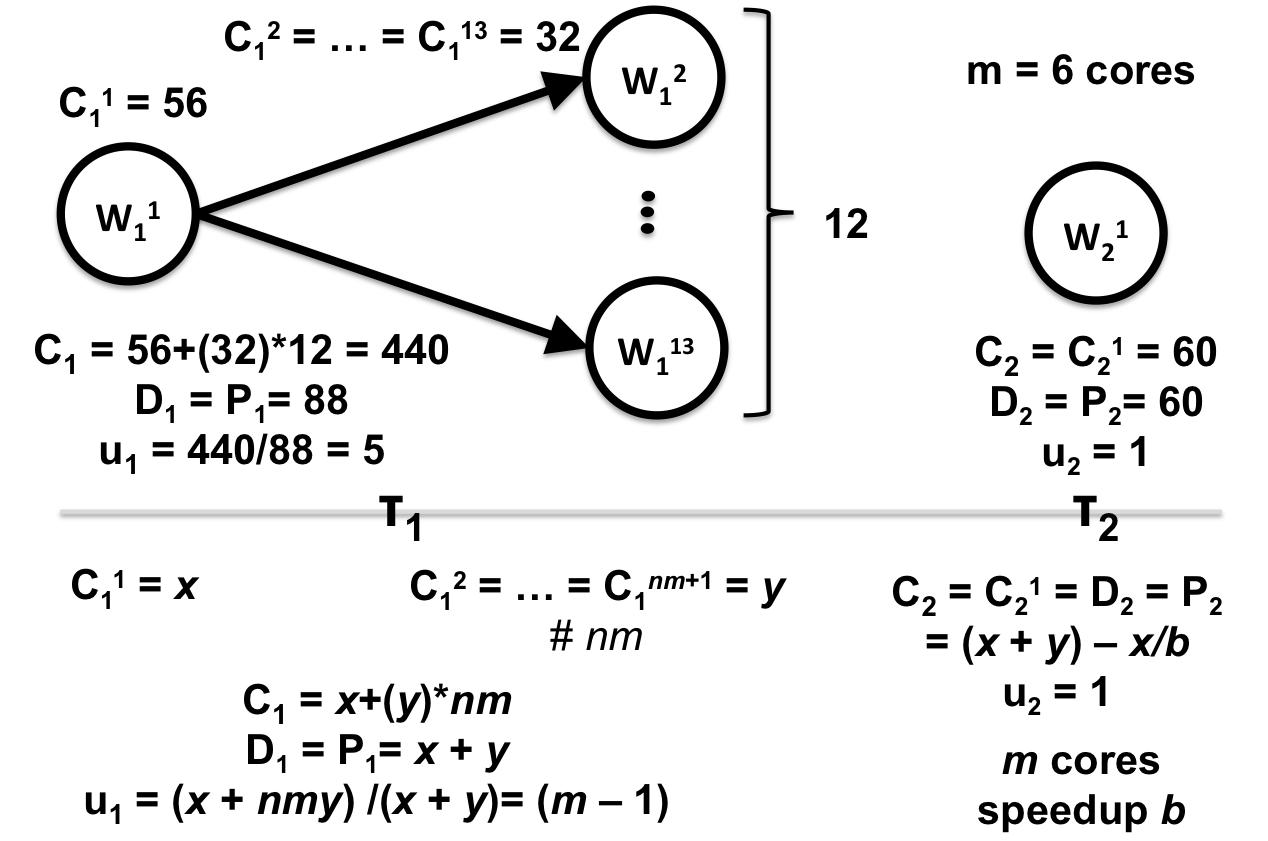 C₁² = … = C₁¹³ = 32
C₁¹ = 56
m = 6 cores
W₁¹
W₁²
12
W₂¹
W₁¹³
C₁ = 56+(32)*12 = 440
D₁ = P₁= 88
u₁ = 440/88 = 5
C₂ = C₂¹ = 60
D₂ = P₂= 60
u₂ = 1
τ₁
τ₂
C₁¹ = x
C₁² = … = C₁ⁿᵐ⁺¹ = y
# nm
C₁ = x+(y)*nm
D₁ = P₁= x + y
u₁ = (x + nmy) /(x + y)= (m – 1)
C₂ = C₂¹ = D₂ = P₂
= (x + y) – x/b
u₂ = 1
m cores
speedup b